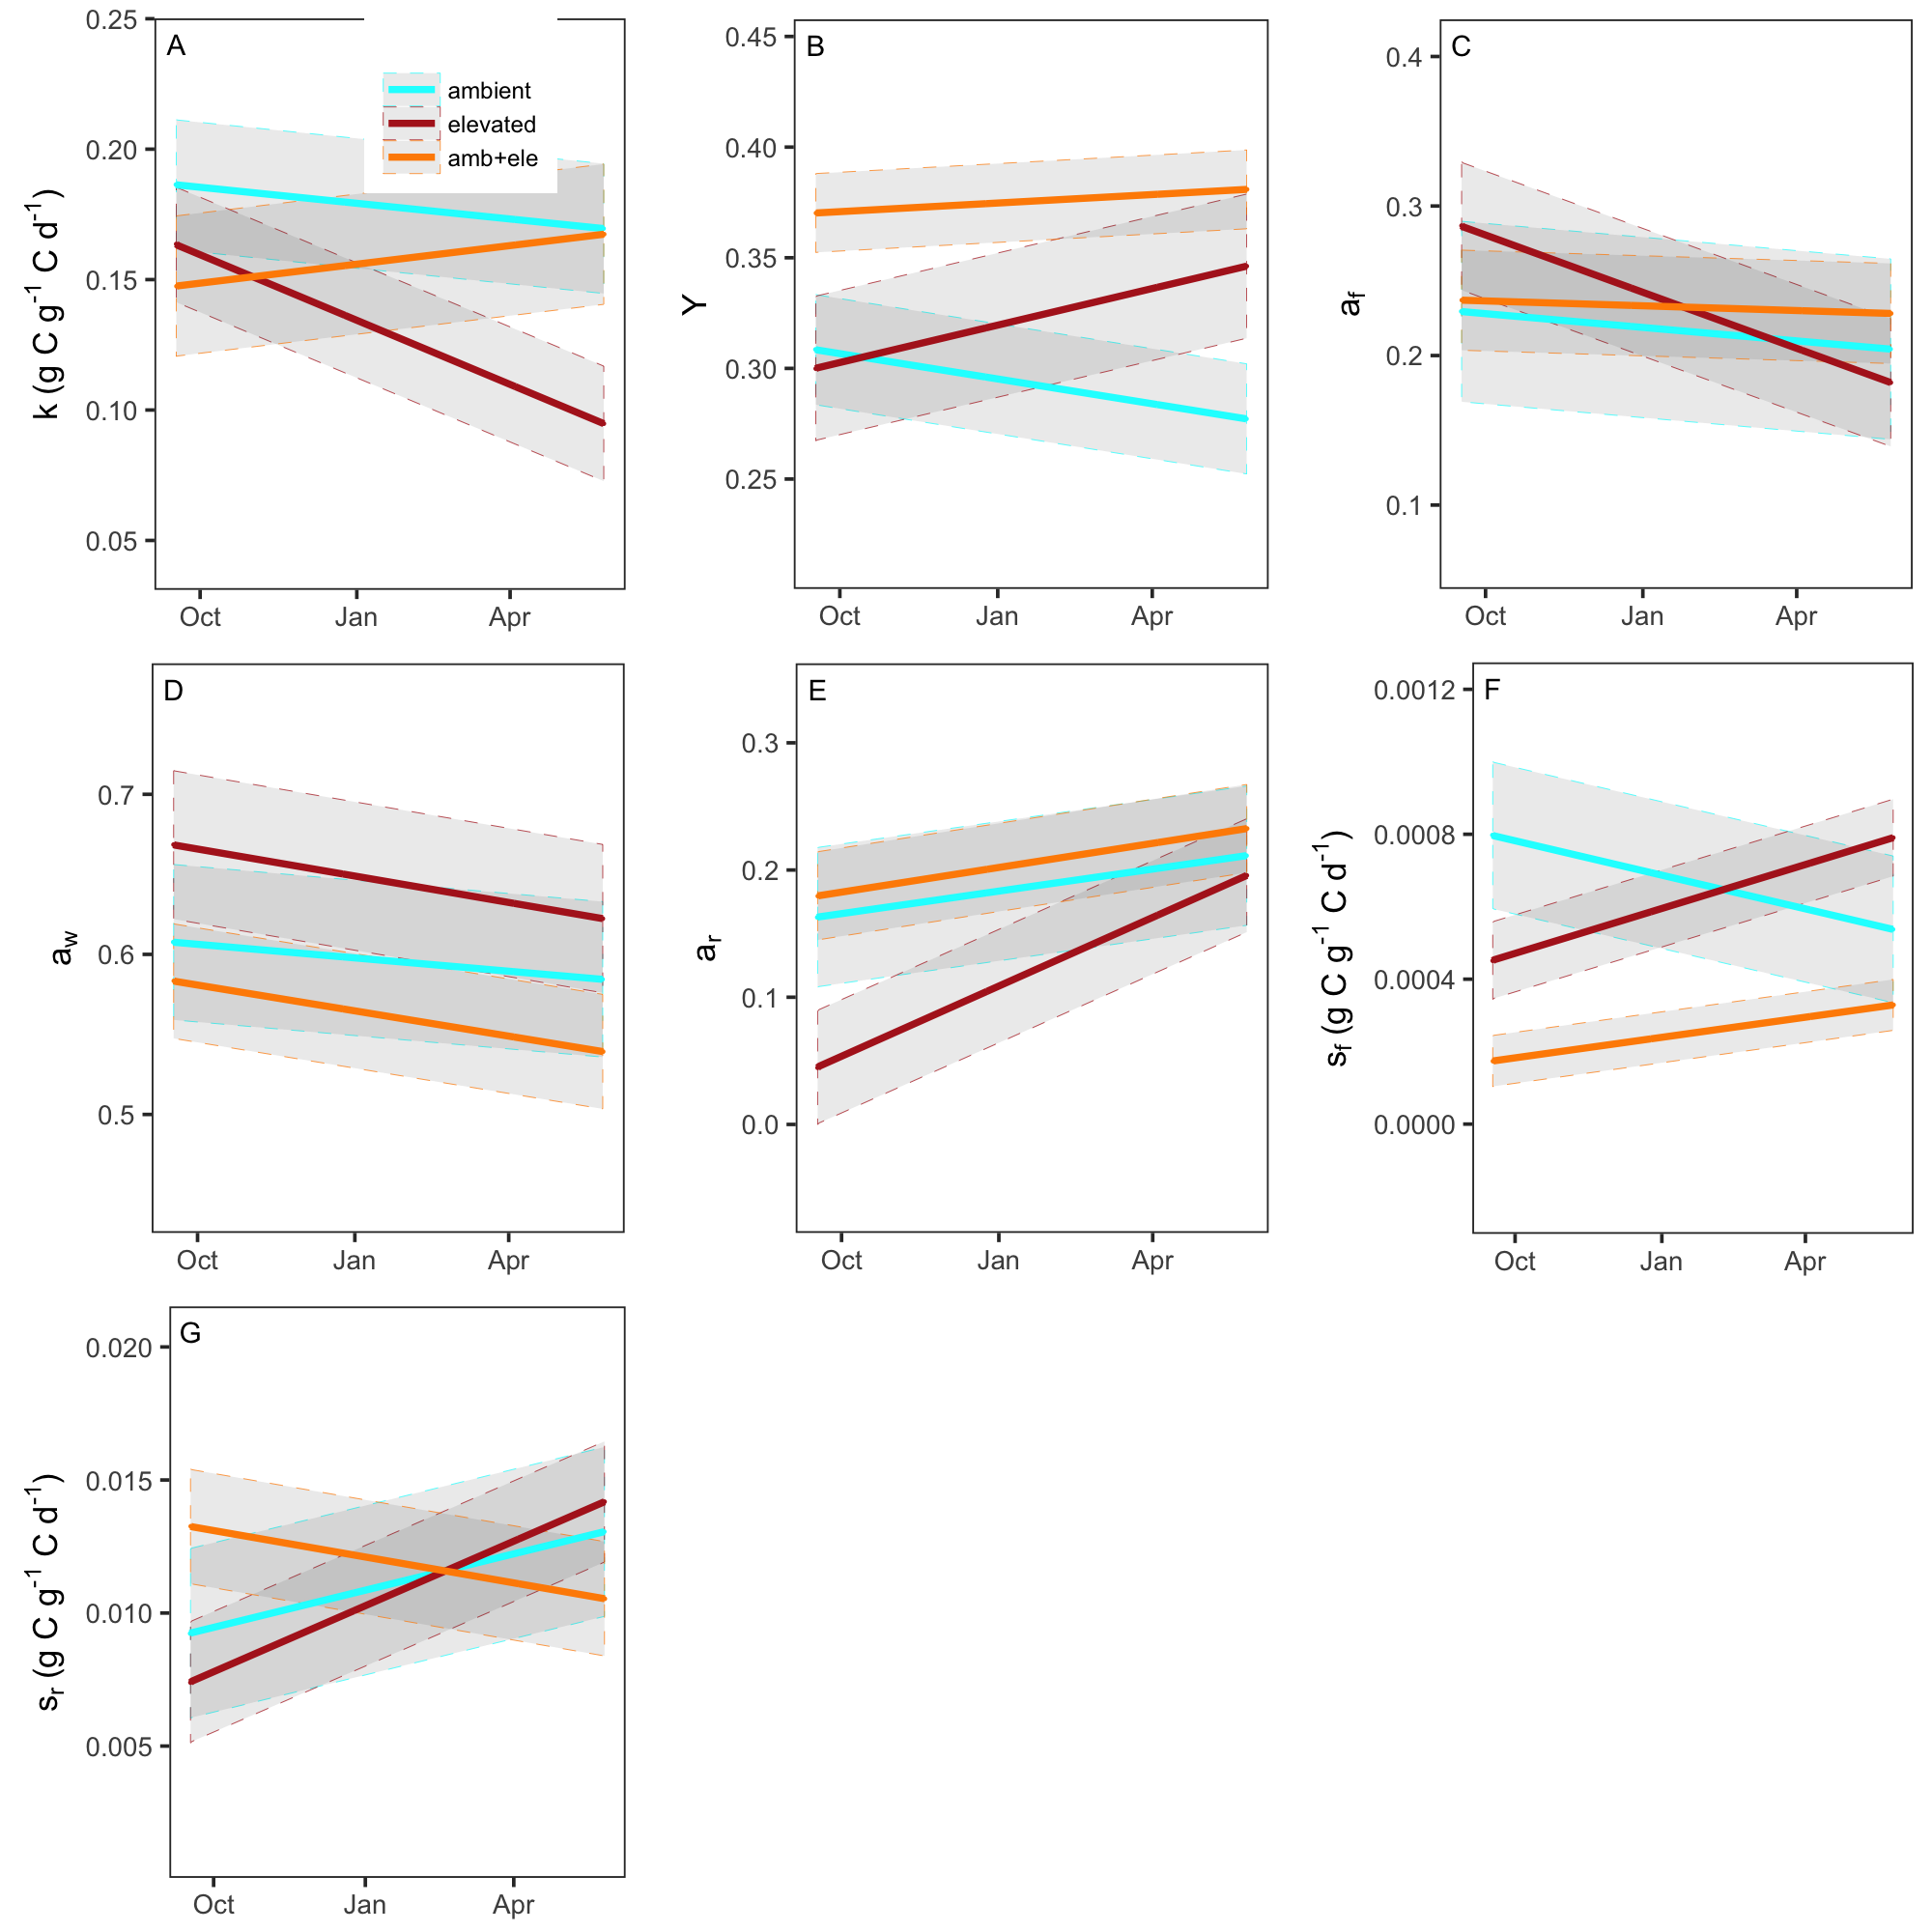 A
k (g C g-1 C d-1)
0.25
0.20
0.15
0.10
0.05
ambient
elevated
amb+ele
Oct Jan Apr
B
Y
0.45
0.40
0.35
0.30
0.25
Oct Jan Apr
C
af
0.4
0.3
0.2
0.1
Oct Jan Apr
D
aw
0.7
0.6
0.5
Oct Jan Apr
E
ar
0.3
0.2
0.1
0.0
Oct Jan Apr
F
sf (g C g-1 C d-1)
0.0012
0.0008
0.0004
0.0000
Oct Jan Apr
G
sr (g C g-1 C d-1)
0.020
0.015
0.010
0.005
Oct Jan Apr